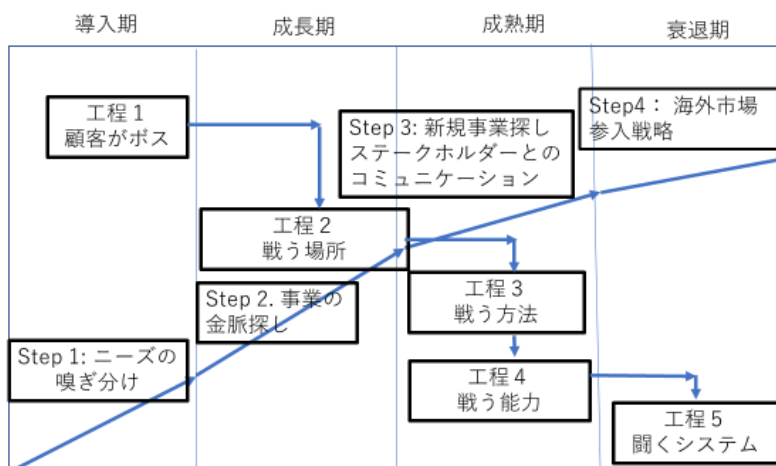 導入期
成長期
成熟期
衰退期
工程１
顧客がボス
Step 3: 新規事業探し
ステークホルダーとの
コミュニケーション
Step4： 海外市場
参入戦略
工程２
戦う場所
Step 2. 事業の
金脈探し
工程３
戦う方法
Step 1: ニーズの
嗅ぎ分け
工程４
戦う能力
工程５
闘くシステム